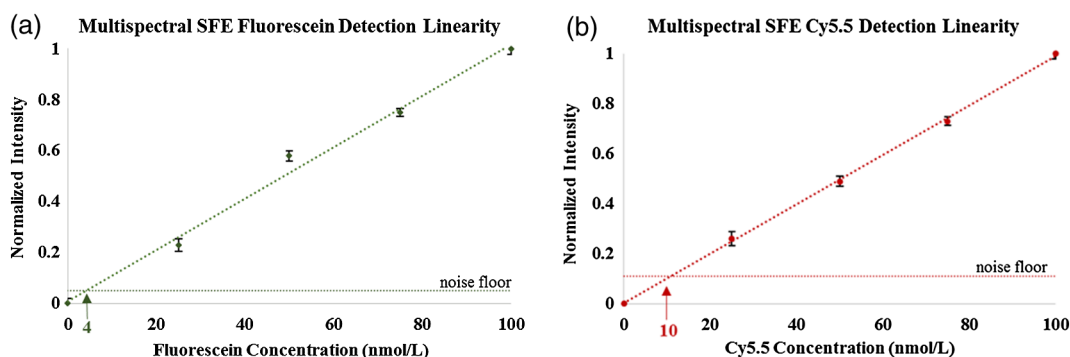 (a) Multispectral SFE Fluorescein Detection Linearity
Normalized Intensity
1
0.8
0.6
0.4
0.2
0
noise floor
0 20 40 60 80 100
4
Fluorescein Concentration (nmol/L)
(b) Multispectral SFE Cy5.5 Detection Linearity
Normalized Intensity
1
0.8
0.6
0.4
0.2
0
noise floor
0 20 40 60 80 100
10
Cy5.5 Concentration (nmol/L)